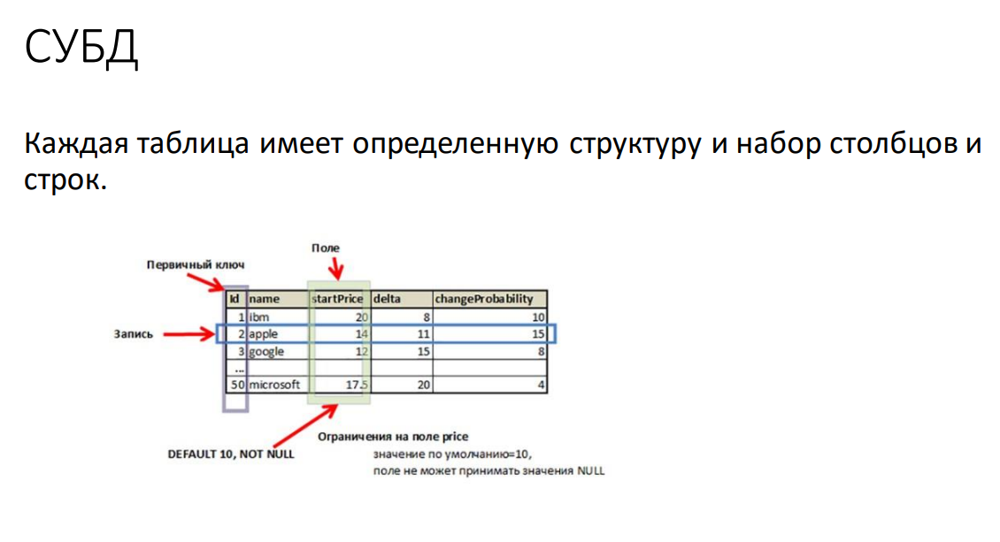 СУБД
Каждая таблица имеет определенную структуру и набор столбцов и
строк.
Поле
Первичный ключ
Id name startPrice delta changeProbability
1 ibm 20 8 10
Запись 2 apple 14 11 15
3 google 12 15 8
...
50 microsoft 17.5 20 4
Ограничения на поле price
DEFAULT 10, NOT NULL значение по умолчанию=10,
поле не может принимать значения NULL